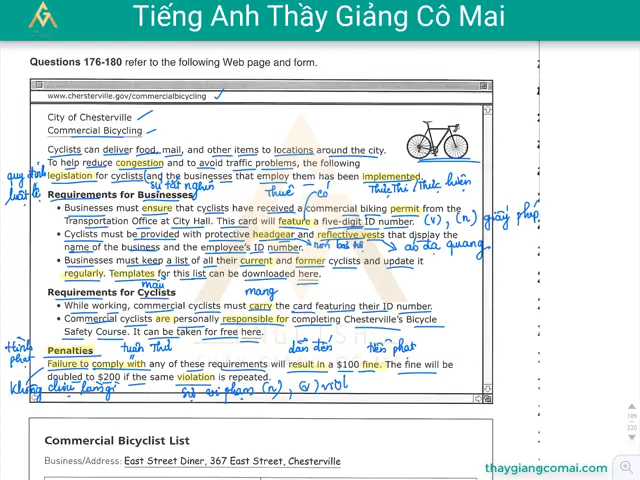 Tiếng Anh Thầy Giảng Cô Mai
Questions 176-180 refer to the following Web page and form.
www.chersterville.gov/commercialbicycling
City of Chesterville
Commercial Bicycling
Cyclists can deliver food, mail, and other items to locations around the city.
To help reduce congestion and to avoid traffic problems, the following
quy định
legislation for cyclists and the businesses that employ them has been implemented.
luật lệ
sự tắc nghẽn
thuê
có
Thực thi / Thực hiện
Requirements for Businesses
• Businesses must ensure that cyclists have received a commercial biking permit from the
Transportation Office at City Hall. This card will feature a five-digit ID number.
(v), (n) giấy phép
• Cyclists must be provided with protective headgear and reflective vests that display the
name of the business and the employee's ID number.
nón bảo hộ
áo dạ quang
• Businesses must keep a list of all their current and former cyclists and update it
regularly. Templates for this list can be downloaded here.
mẫu
mang
Requirements for Cyclists
• While working, commercial cyclists must carry the card featuring their ID number.
• Commercial cyclists are personally responsible for completing Chesterville's Bicycle
Safety Course. It can be taken for free here.
hình phạt
tuân thủ
dẫn đến
tiền phạt
Penalties
Failure to comply with any of these requirements will result in a $100 fine. The fine will be
doubled to $200 if the same violation is repeated.
sự vi phạm (n), (v)
Commercial Bicyclist List
Business/Address: East Street Diner, 367 East Street, Chesterville
189
220
thaygiangcomai.com